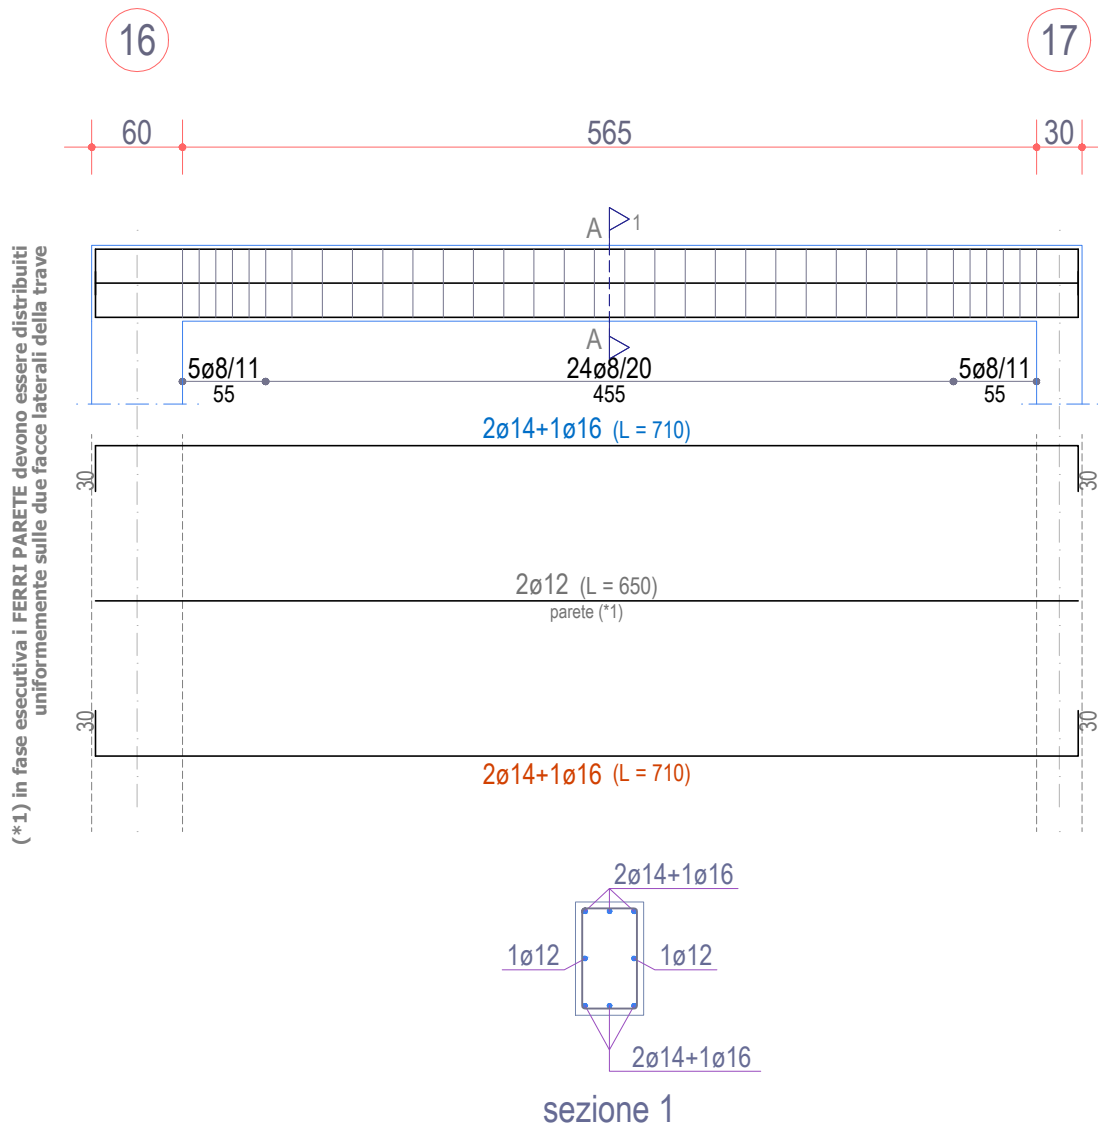 16
17
60
565
30
(*1) in fase esecutiva i FERRI PARETE devono essere distribuiti
uniformemente sulle due facce laterali della trave
A
1
A
5ø8/11
55
24ø8/20
455
5ø8/11
55
2ø14+1ø16 (L = 710)
30
30
2ø12 (L = 650)
parete (*1)
30
30
2ø14+1ø16 (L = 710)
2ø14+1ø16
1ø12
1ø12
2ø14+1ø16
sezione 1